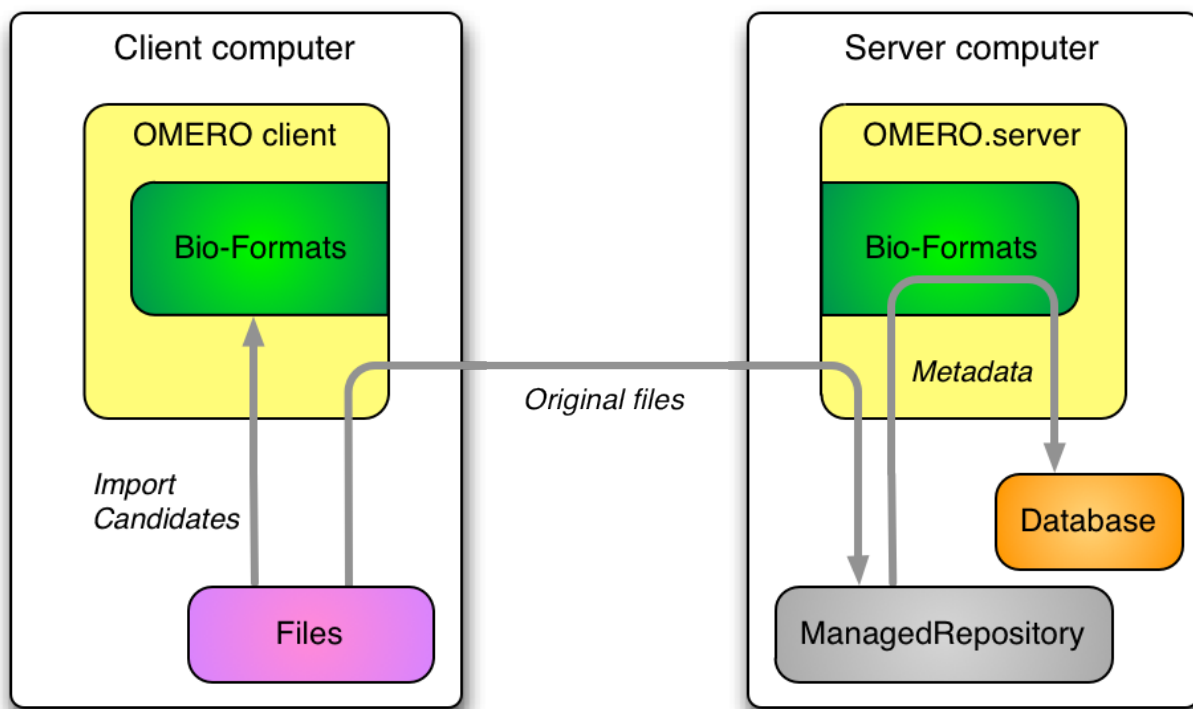 Client computer
OMERO client
Bio-Formats
Import
Candidates
Files
Original files
Server computer
OMERO.server
Bio-Formats
Metadata
Database
ManagedRepository